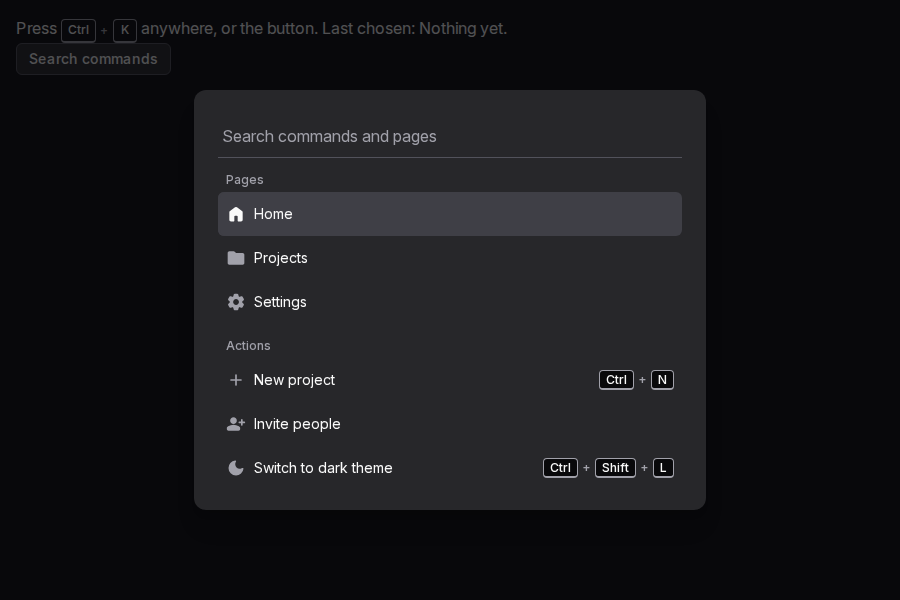 Press Ctrl + K anywhere, or the button. Last chosen: Nothing yet.
Search commands
Search commands and pages
Pages
Home
Projects
Settings
Actions
New project Ctrl + N
Invite people
Switch to dark theme Ctrl + Shift + L